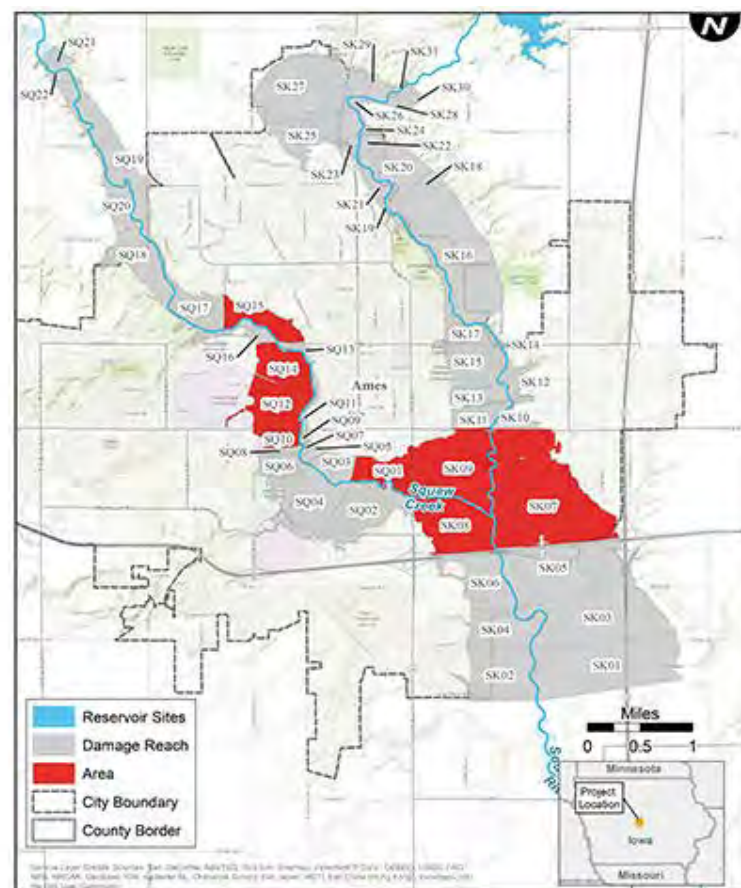 N
SQ21
SQ22
SK29
SK31
SK27
SK30
SK28
SK26
SK24
SK25
SK22
SK23
SK20
SK18
SK21
SK19
SQ19
SQ20
SQ18
SK16
SQ17
SQ15
SQ16
SQ13
SK17
SK14
SK15
SQ14
Ames
SK12
SK13
SQ12
SQ11
SQ09
SK11
SK10
SQ10
SQ07
SQ08
SQ05
SQ06
SQ03
SQ01
SK09
SQ04
SQ02
Squaw
Creek
SK07
SK08
SK05
SK06
SK03
SK04
SK02
SK01
Reservoir Sites
Damage Reach
Area
City Boundary
County Border
Miles
0 0.5 1
Minnesota
Project
Location
Iowa
Missouri